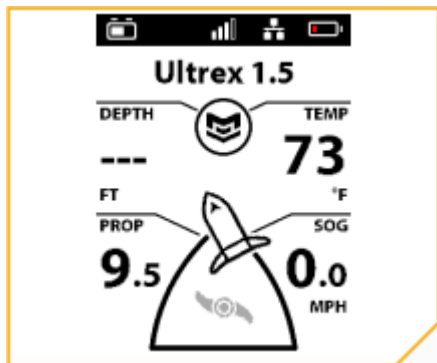 Ultrex 1.5
DEPTH
TEMP
---
73
FT
°F
PROP
SOG
9.5
0.0
MPH